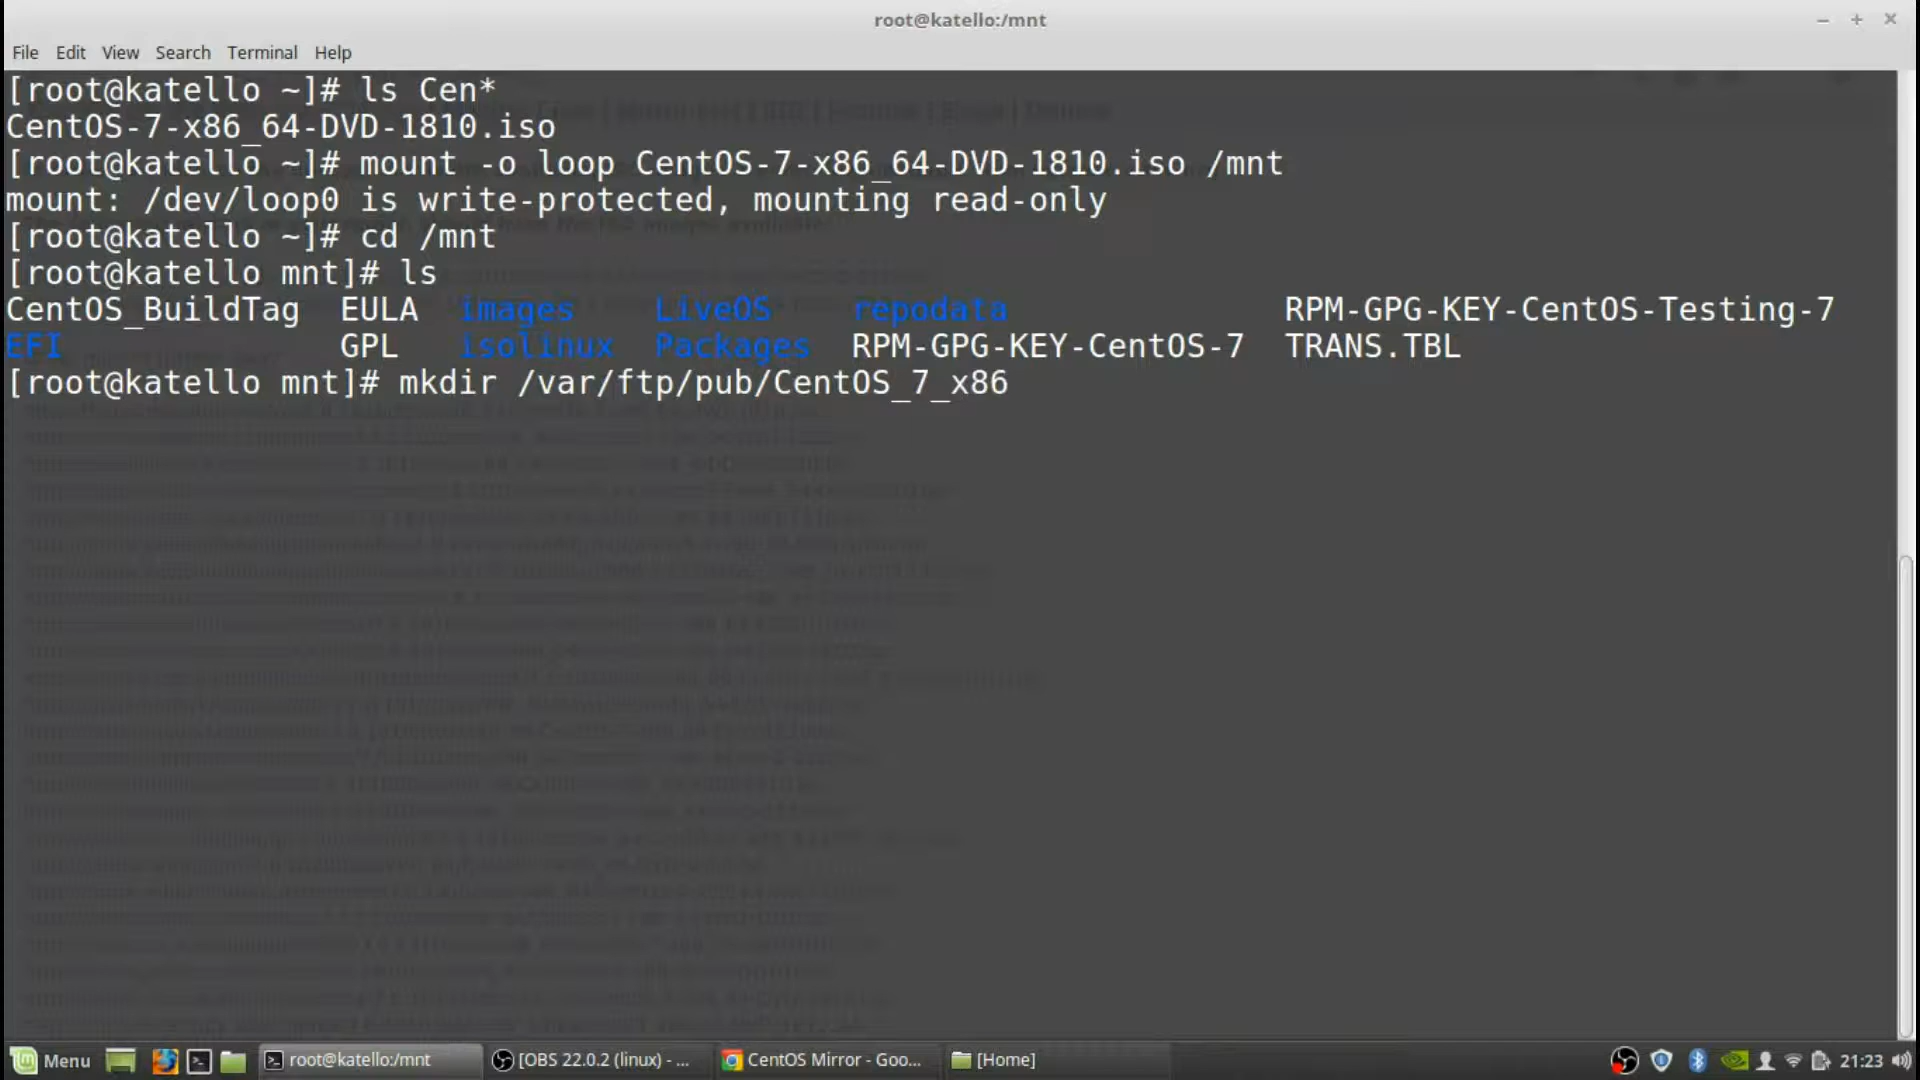 root@katello:/mnt
File Edit View Search Terminal Help
[root@katello ~]# ls Cen*
CentOS-7-x86_64-DVD-1810.iso
[root@katello ~]# mount -o loop CentOS-7-x86_64-DVD-1810.iso /mnt
mount: /dev/loop0 is write-protected, mounting read-only
[root@katello ~]# cd /mnt
[root@katello mnt]# ls
CentOS_BuildTag EULA images LiveOS repodata RPM-GPG-KEY-CentOS-Testing-7
EFI GPL isolinux Packages RPM-GPG-KEY-CentOS-7 TRANS.TBL
[root@katello mnt]# mkdir /var/ftp/pub/CentOS_7_x86
Menu root@katello:/mnt [OBS 22.0.2 (linux) - ... CentOS Mirror - Goo... [Home] 21:23